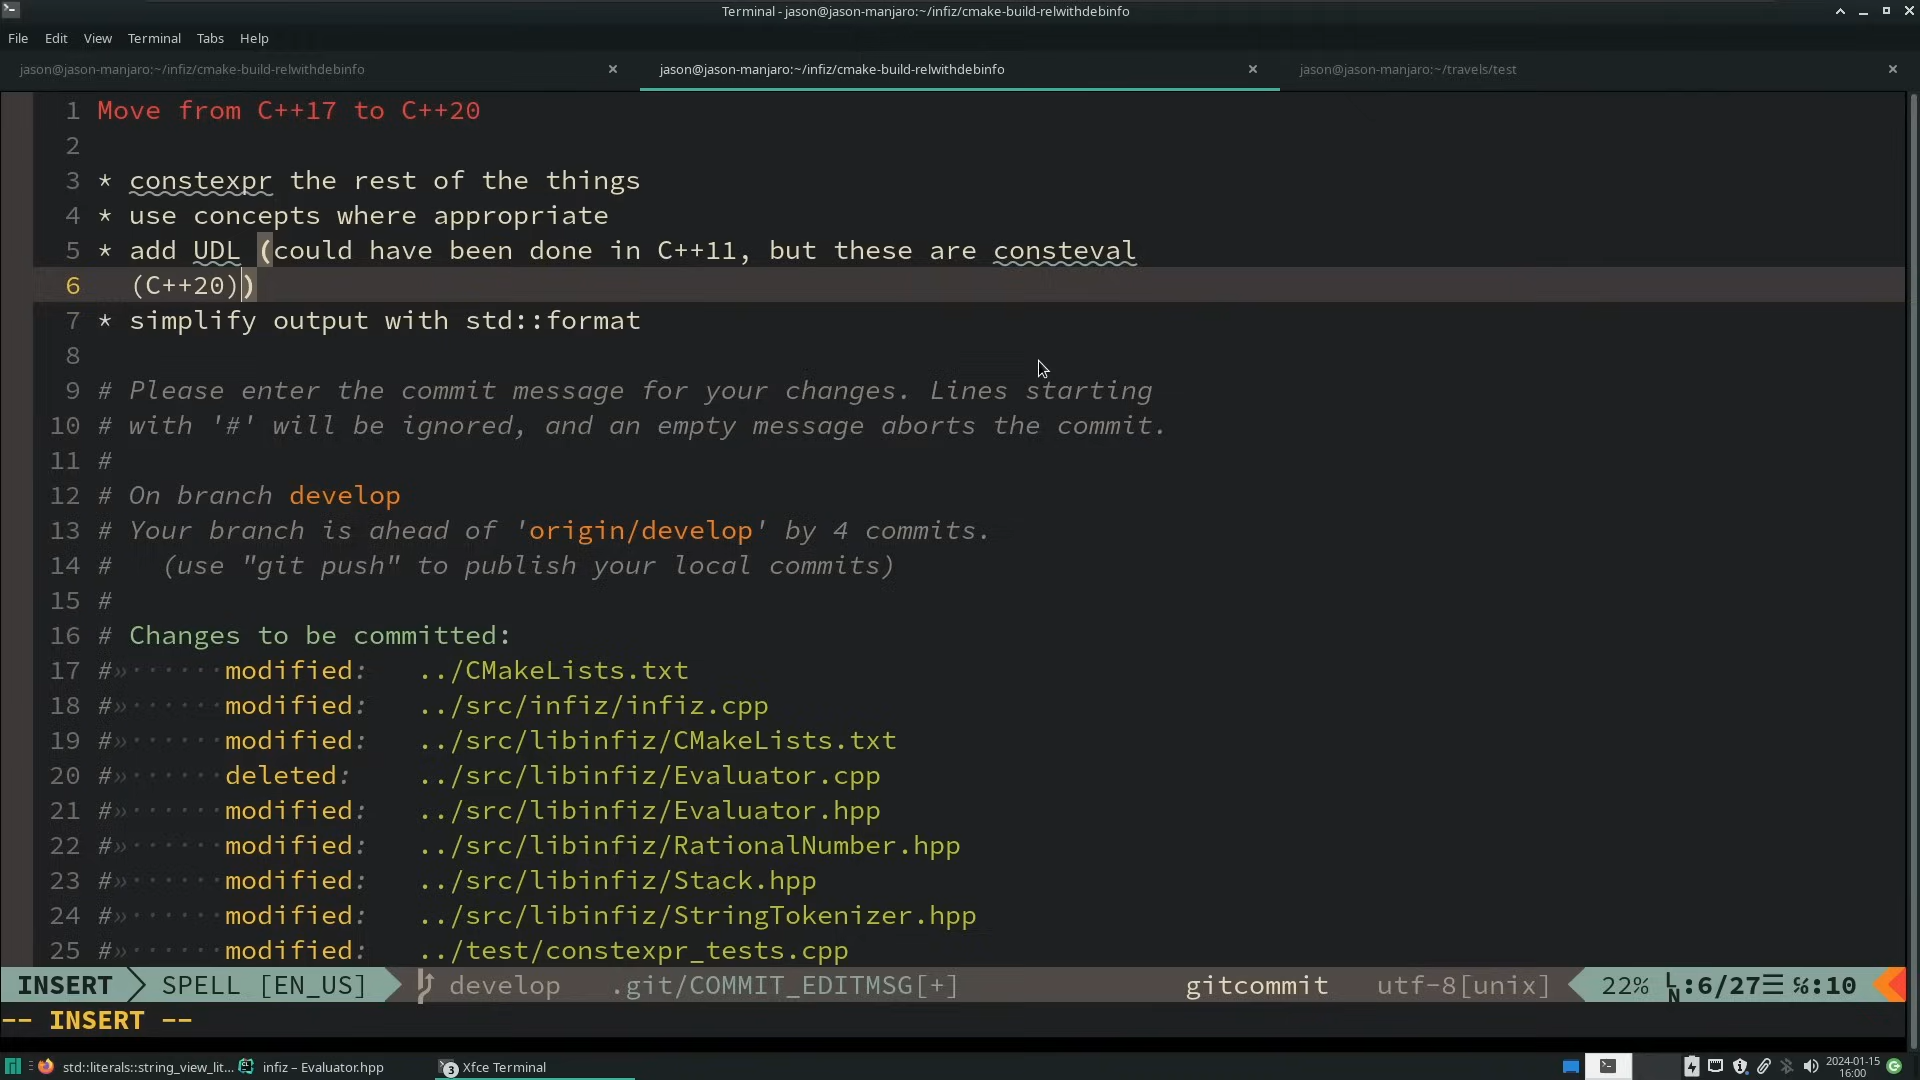 Terminal - jason@jason-manjaro:~/infiz/cmake-build-relwithdebinfo
File Edit View Terminal Tabs Help
jason@jason-manjaro:~/infiz/cmake-build-relwithdebinfo × jason@jason-manjaro:~/infiz/cmake-build-relwithdebinfo × jason@jason-manjaro:~/travels/test ×
1 Move from C++17 to C++20
2
3 * constexpr the rest of the things
4 * use concepts where appropriate
5 * add UDL (could have been done in C++11, but these are consteval
6   (C++20))
7 * simplify output with std::format
8
9 # Please enter the commit message for your changes. Lines starting
10 # with '#' will be ignored, and an empty message aborts the commit.
11 #
12 # On branch develop
13 # Your branch is ahead of 'origin/develop' by 4 commits.
14 #   (use "git push" to publish your local commits)
15 #
16 # Changes to be committed:
17 #»······modified:   ../CMakeLists.txt
18 #»······modified:   ../src/infiz/infiz.cpp
19 #»······modified:   ../src/libinfiz/CMakeLists.txt
20 #»······deleted:    ../src/libinfiz/Evaluator.cpp
21 #»······modified:   ../src/libinfiz/Evaluator.hpp
22 #»······modified:   ../src/libinfiz/RationalNumber.hpp
23 #»······modified:   ../src/libinfiz/Stack.hpp
24 #»······modified:   ../src/libinfiz/StringTokenizer.hpp
25 #»······modified:   ../test/constexpr_tests.cpp
INSERT SPELL [EN_US] develop .git/COMMIT_EDITMSG[+] gitcommit utf-8[unix] 22% LN:6/27☰ %:10
-- INSERT --
std::literals::string_view_lit... infiz – Evaluator.hpp 3 Xfce Terminal 2024-01-15
16:00